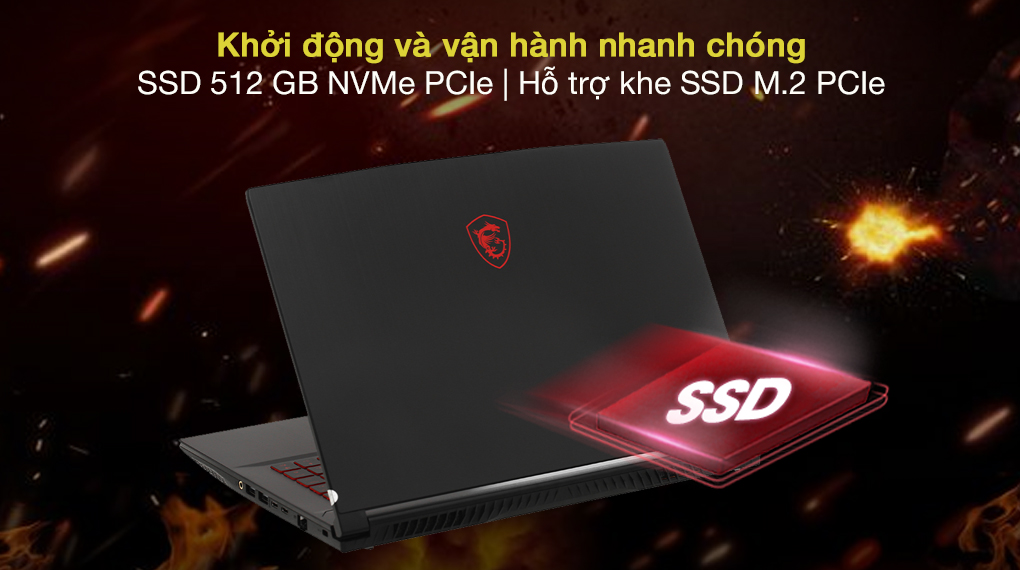 Khởi động và vận hành nhanh chóng
SSD 512 GB NVMe PCIe | Hỗ trợ khe SSD M.2 PCIe
SSD